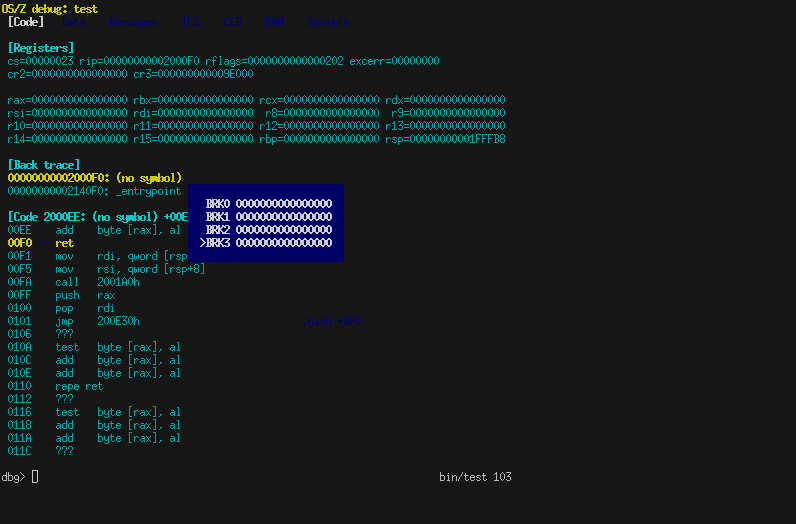 OS/Z debug: test
[Code] Data Messages TCB CCB RAM Sysinfo
[Registers]
cs=00000023 rip=00000000002000F0 rflags=0000000000000202 excerr=00000000
cr2=0000000000000000 cr3=000000000009E000
rax=0000000000000000 rbx=0000000000000000 rcx=0000000000000000 rdx=0000000000000000
rsi=0000000000000000 rdi=0000000000000000 r8=0000000000000000 r9=0000000000000000
r10=0000000000000000 r11=0000000000000000 r12=0000000000000000 r13=0000000000000000
r14=0000000000000000 r15=0000000000000000 rbp=0000000000000000 rsp=00000000001FFFB8
[Back trace]
00000000002000F0: (no symbol)
00000000002140F0: _entrypoint
BRK0 0000000000000000
BRK1 0000000000000000
BRK2 0000000000000000
>BRK3 0000000000000000
[Code 2000EE: (no symbol) +00E
00EE add byte [rax], al
00F0 ret
00F1 mov rdi, qword [rsp
00F5 mov rsi, qword [rsp+8]
00FA call 2001A0h
00FF push rax
0100 pop rdi
0101 jmp 200E30h .hash +1E0
0106 ???
010A test byte [rax], al
010C add byte [rax], al
010E add byte [rax], al
0110 repe ret
0112 ???
0116 test byte [rax], al
0118 add byte [rax], al
011A add byte [rax], al
011C ???
dbg> bin/test 103